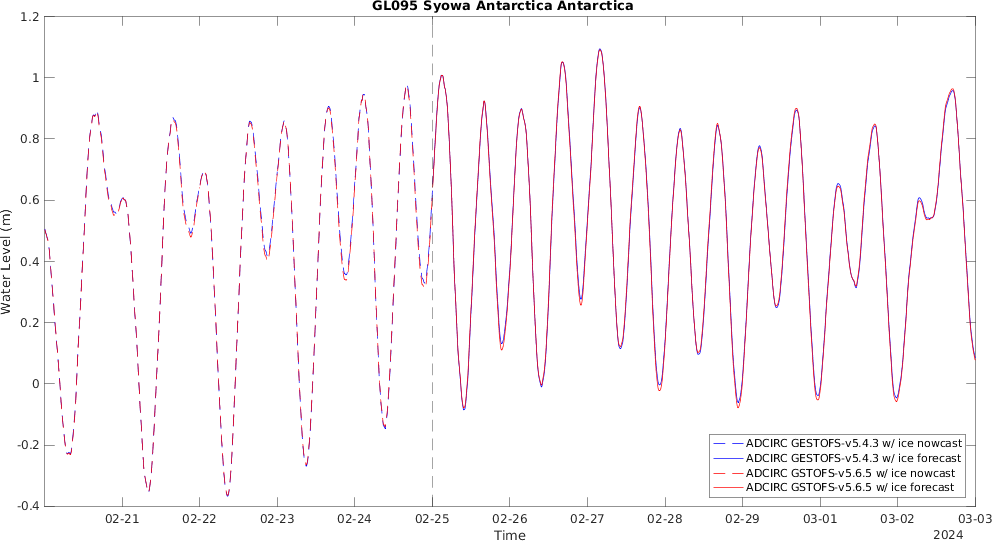 GL095 Syowa Antarctica Antarctica
1.2
1
0.8
0.6
0.4
0.2
0
-0.2
-0.4
Water Level (m)
ADCIRC GESTOFS-v5.4.3 w/ ice nowcast
ADCIRC GESTOFS-v5.4.3 w/ ice forecast
ADCIRC GSTOFS-v5.6.5 w/ ice nowcast
ADCIRC GSTOFS-v5.6.5 w/ ice forecast
02-21 02-22 02-23 02-24 02-25 02-26 02-27 02-28 02-29 03-01 03-02 03-03
Time
2024